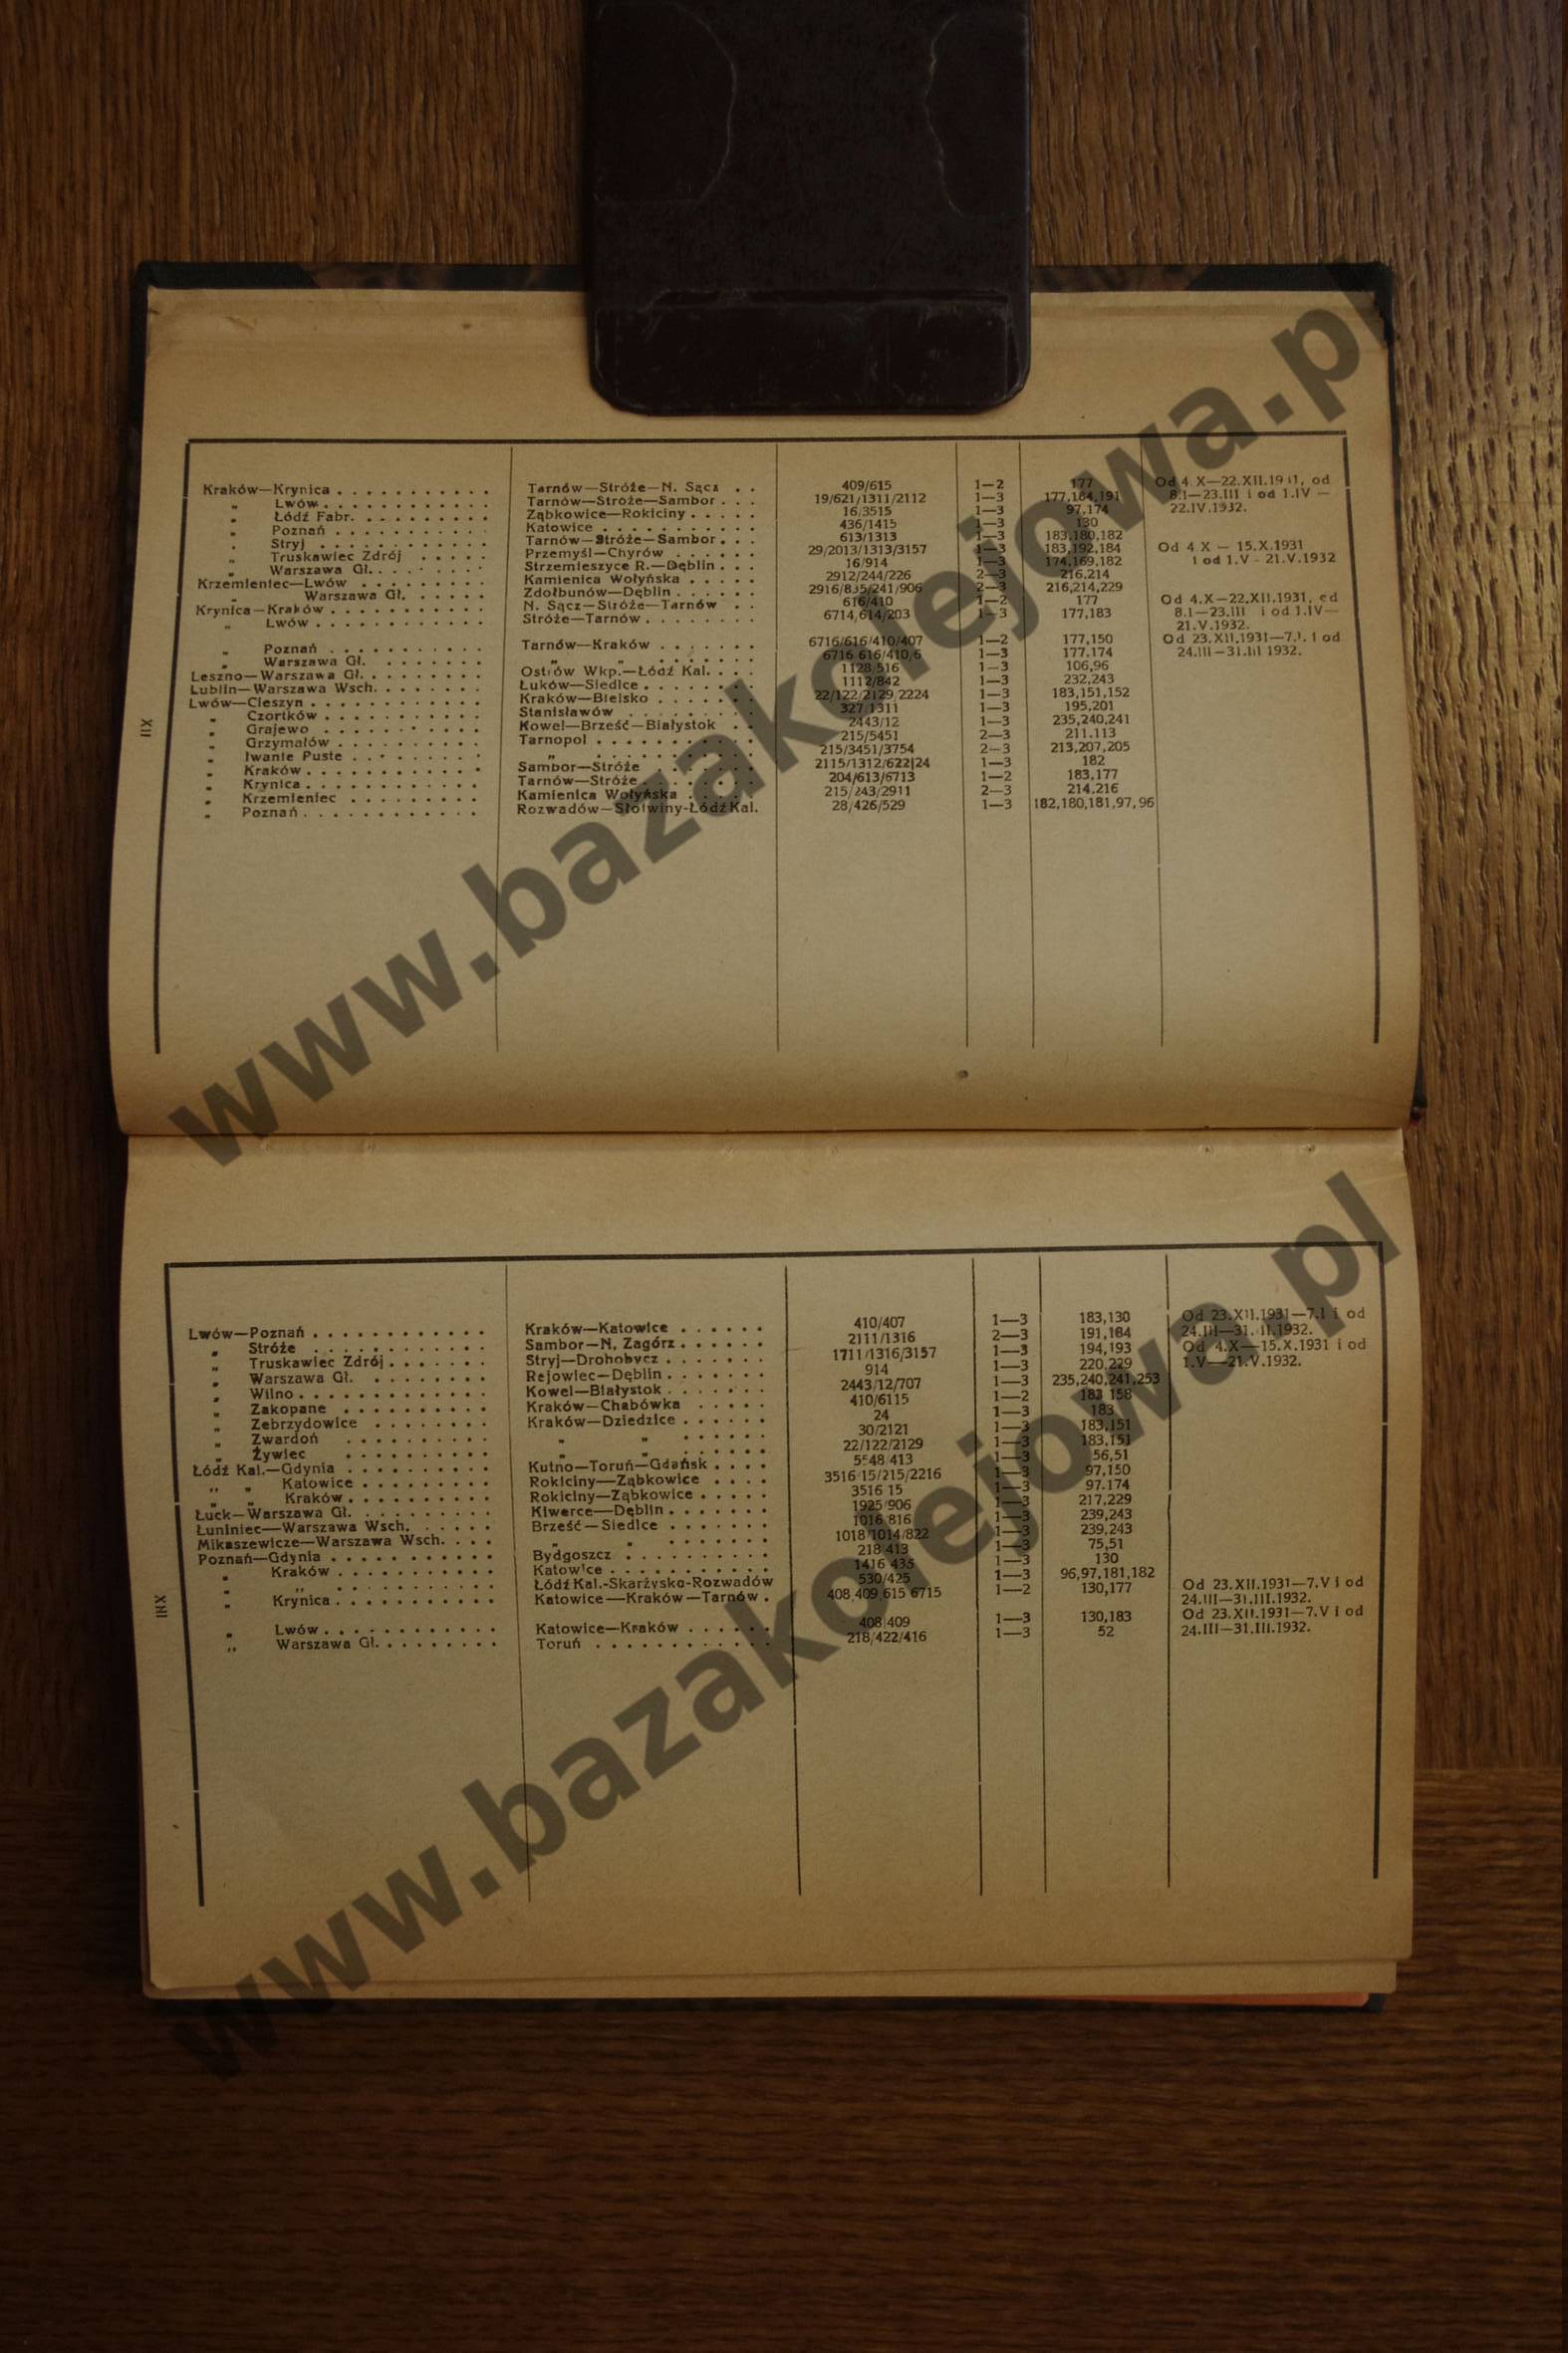 Kraków—Krynica . . . . . . . . . . . Tarnów—Stróże—N. Sącz . . 409/615 1—2 177 Od 4.X—22.XII.1931, od
„ Lwów . . . . . . . . . . . Tarnów—Stróże—Sambor . . . 19/621/1311/2112 1—3 177,184,191 8.I—23.III i od 1.IV —
„ Łódź Fabr. . . . . . . . . . Ząbkowice—Rokiciny . . . . . 16/3515 1—3 97,174 22.IV.1932.
„ Poznań . . . . . . . . . . Katowice . . . . . . . . . . . 436/1415 1—3 130
„ Stryj . . . . . . . . . . . Tarnów—Stróże—Sambor . . . 613/1313 1—3 183,180,182
„ Truskawiec Zdrój . . . . . Przemyśl—Chyrów . . . . . . 29/2013/1313/3157 1—3 183,192,184 Od 4 X — 15.X.1931
„ Warszawa Gł. . . . . . . . . Strzemieszyce R.—Dęblin . . . 16/914 1—3 174,169,182 i od 1.V - 21.V.1932
Krzemieniec—Lwów . . . . . . . . . Kamienica Wołyńska . . . . . 2912/244/226 2—3 216,214
„ Warszawa Gł. . . . . . Zdołbunów—Dęblin . . . . . . 2916/835/241/906 2—3 216,214,229
Krynica—Kraków . . . . . . . . . . . N. Sącz—Stróże—Tarnów . . 616/410 1—2 177 Od 4.X—22.XII.1931, od
„ Lwów . . . . . . . . . . . . Stróże—Tarnów . . . . . . . . 6714,614/203 1—3 177,183 8.I—23.III i od 1.IV—
21.V.1932.
„ Poznań . . . . . . . . . . . Tarnów—Kraków . . . . . . . 6716/616/410/407 1—2 177,150 Od 23.XII.1931—7.I. i od
„ Warszawa Gł. . . . . . . . „ „ . . . . . . 6716 616/410,6 1—3 177.174 24.III—31.III 1932.
Leszno—Warszawa Gł. . . . . . . . . Ostrów Wkp.—Łódź Kal. . . . 1128/516 1—3 106,96
Lublin—Warszawa Wsch. . . . . . . . Łuków—Siedlce . . . . . . . . 1112/842 1—3 232,243
Lwów—Cieszyn . . . . . . . . . . . . Kraków—Bielsko . . . . . . . 22/122/2129,2224 1—3 183,151,152
„ Czortków . . . . . . . . . . . Stanisławów . . . . . . . . . 327 1311 1—3 195,201
„ Grajewo . . . . . . . . . . . Kowel—Brześć—Białystok . . 2443/12 1—3 235,240,241
„ Grzymałów . . . . . . . . . . Tarnopol . . . . . . . . . . . 215/5451 2—3 211.113
„ Iwanie Puste . . . . . . . . . „ . . . . . . . . . . 215/3451/3754 2—3 213,207,205
„ Kraków . . . . . . . . . . . . Sambor—Stróże . . . . . . . 2115/1312/622|24 1—3 182
„ Krynica . . . . . . . . . . . . Tarnów—Stróże . . . . . . . . 204/613/6713 1—2 183,177
„ Krzemieniec . . . . . . . . . . Kamienica Wołyńska . . . . . 215/243/2911 2—3 214,216
„ Poznań . . . . . . . . . . . . Rozwadów—Słotwiny-Łódź Kal. 28/426/529 1—3 182,180,181,97,96
XII
Lwów—Poznań . . . . . . . . . . . . Kraków—Katowice . . . . . . 410/407 1—3 183,130 Od 23.XII.1931—7.I i od
„ Stróże . . . . . . . . . . . . Sambor—N. Zagórz . . . . . . 2111/1316 2—3 191,184 24.III—31.III.1932.
„ Truskawiec Zdrój . . . . . . . Stryj—Drohobycz . . . . . . . 1711/1316/3157 1—3 194,193 Od 4.X—15.X.1931 i od
„ Warszawa Gł. . . . . . . . . Rejowiec—Dęblin . . . . . . . 914 1—3 220,229 1.V—21.V.1932.
„ Wilno . . . . . . . . . . . . . Kowel—Białystok . . . . . . . 2443/12/707 1—3 235,240,241,253
„ Zakopane . . . . . . . . . . Kraków—Chabówka . . . . . 410/6115 1—2 183 158
„ Zebrzydowice . . . . . . . . Kraków—Dziedzice . . . . . . 24 1—3 183
„ Zwardoń . . . . . . . . . . „ „ . . . . . . 30/2121 1—3 183,151
„ Żywiec . . . . . . . . . . „ „ . . . . . . 22/122/2129 1—3 183,151
Łódź Kal.—Gdynia . . . . . . . . . . Kutno—Toruń—Gdańsk . . . . 5548 413 1—3 56,51
„ „ Katowice . . . . . . . . . Rokiciny—Ząbkowice . . . . 3516 15/215/2216 1—3 97,150
„ „ Kraków . . . . . . . . . . Rokiciny—Ząbkowice . . . . . 3516 15 1—3 97.174
Łuck—Warszawa Gł. . . . . . . . . . Kiwerce—Dęblin . . . . . . . 1925/906 1—3 217,229
Łuniniec—Warszawa Wsch. . . . . . Brześć—Siedlce . . . . . . . 1016 816 1—3 239,243
Mikaszewicze—Warszawa Wsch. . . . „ „ . . . . . . . 1018/1014/822 1—3 239,243
Poznań—Gdynia . . . . . . . . . . . Bydgoszcz . . . . . . . . . . 218 413 1—3 75,51
„ Kraków . . . . . . . . . . . Katowice . . . . . . . . . . . 1416 435 1—3 130
„ „ . . . . . . . . . . . Łódź Kal.-Skarżysko-Rozwadów 530/425 1—3 96,97,181,182
„ Krynica . . . . . . . . . . . Katowice—Kraków—Tarnów . 408,409,615 6715 1—2 130,177 Od 23.XII.1931—7.V i od
24.III—31.III.1932.
„ Lwów . . . . . . . . . . . . Katowice—Kraków . . . . . . 408/409 1—3 130,183 Od 23.XII.1931—7.V i od
„ Warszawa Gł. . . . . . . . . Toruń . . . . . . . . . . . . 218/422/416 1—3 52 24.III—31.III.1932.
XIII
www.bazakolejowa.pl
www.bazakolejowa.pl